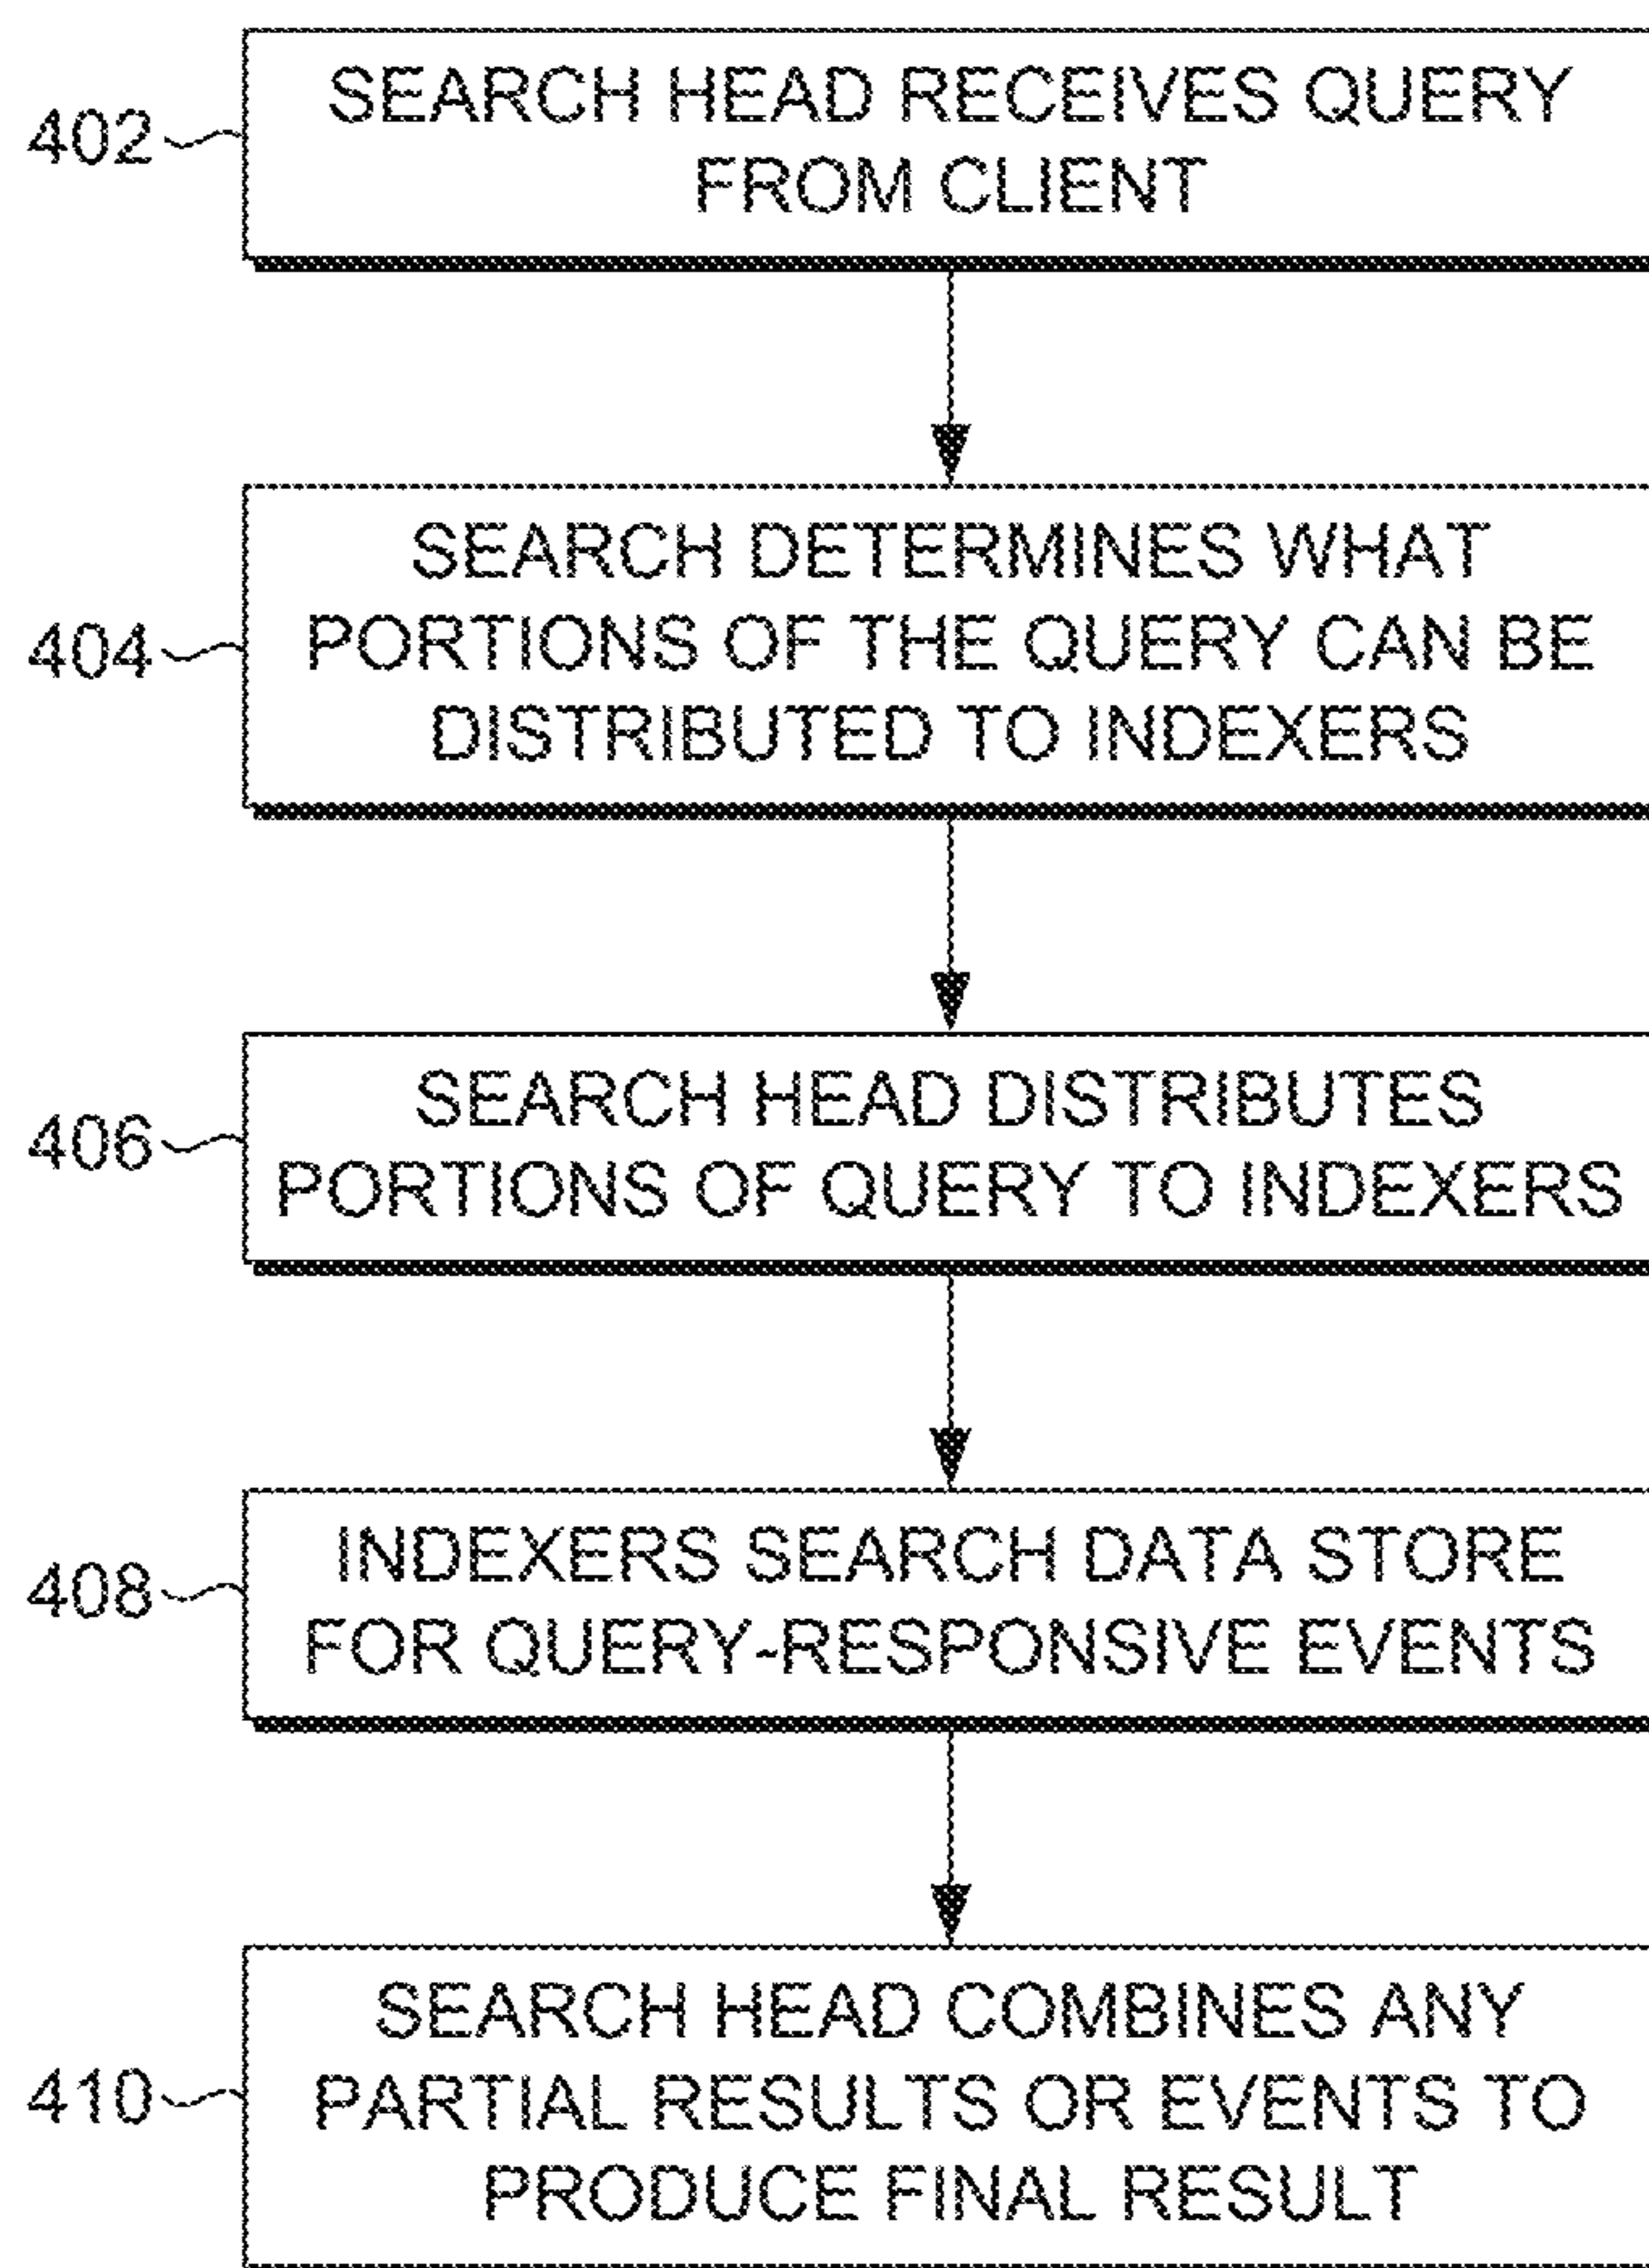 402
SEARCH HEAD RECEIVES QUERY
FROM CLIENT
404
SEARCH DETERMINES WHAT
PORTIONS OF THE QUERY CAN BE
DISTRIBUTED TO INDEXERS
406
SEARCH HEAD DISTRIBUTES
PORTIONS OF QUERY TO INDEXERS
408
INDEXERS SEARCH DATA STORE
FOR QUERY-RESPONSIVE EVENTS
410
SEARCH HEAD COMBINES ANY
PARTIAL RESULTS OR EVENTS TO
PRODUCE FINAL RESULT